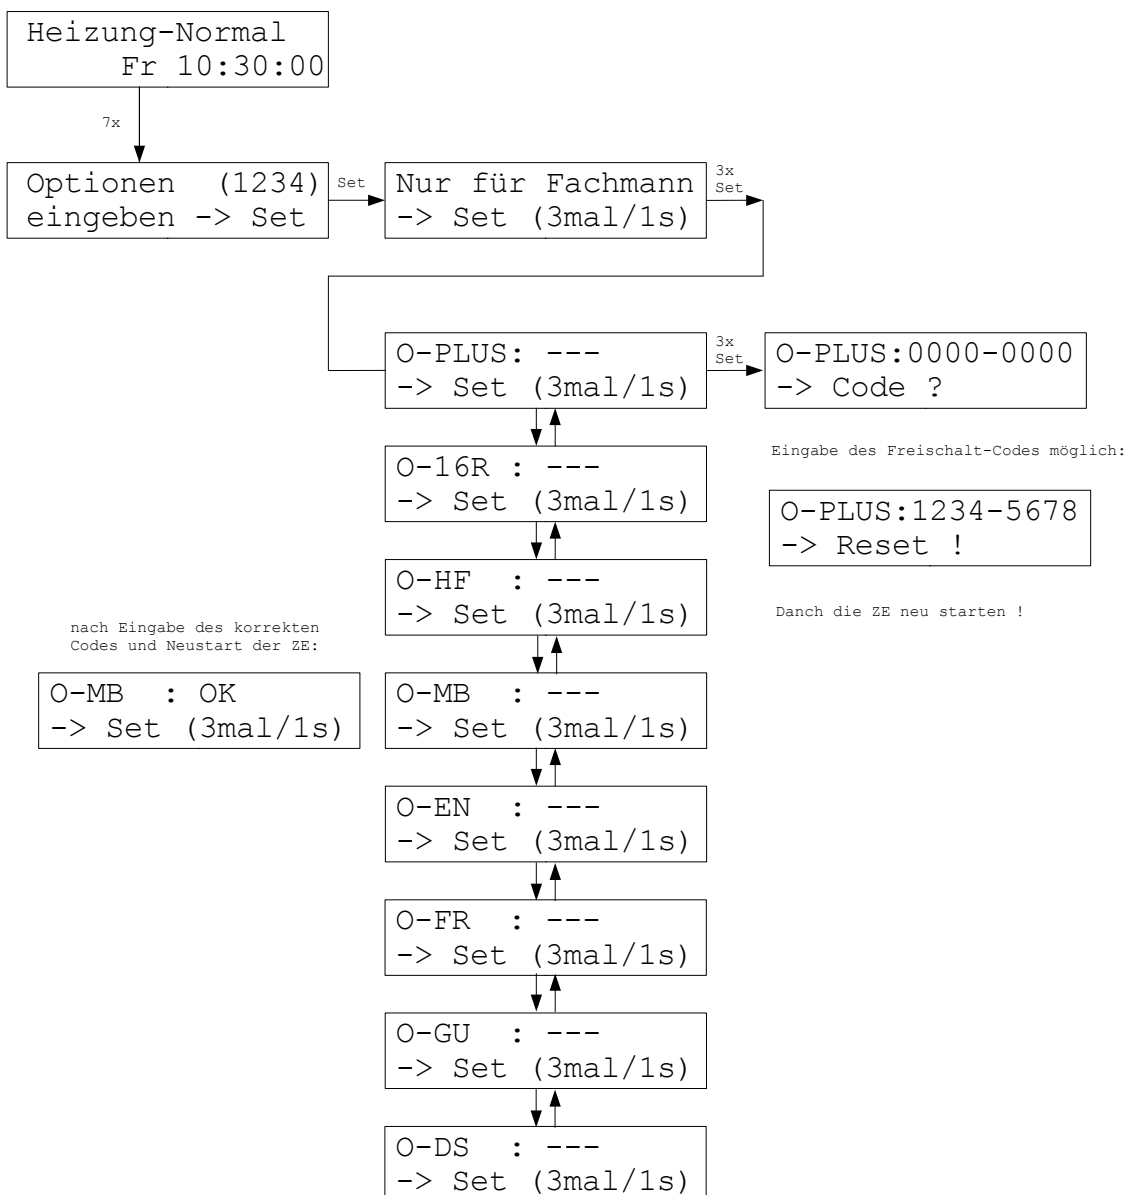 Heizung-Normal
Fr 10:30:00
7x
Optionen (1234)
eingeben -> Set
Set
Nur für Fachmann
-> Set (3mal/1s)
3x
Set
O-PLUS: ---
-> Set (3mal/1s)
3x
Set
O-PLUS:0000-0000
-> Code ?
Eingabe des Freischalt-Codes möglich:
O-PLUS:1234-5678
-> Reset !
Danch die ZE neu starten !
O-16R : ---
-> Set (3mal/1s)
O-HF : ---
-> Set (3mal/1s)
nach Eingabe des korrekten
Codes und Neustart der ZE:
O-MB : OK
-> Set (3mal/1s)
O-MB : ---
-> Set (3mal/1s)
O-EN : ---
-> Set (3mal/1s)
O-FR : ---
-> Set (3mal/1s)
O-GU : ---
-> Set (3mal/1s)
O-DS : ---
-> Set (3mal/1s)